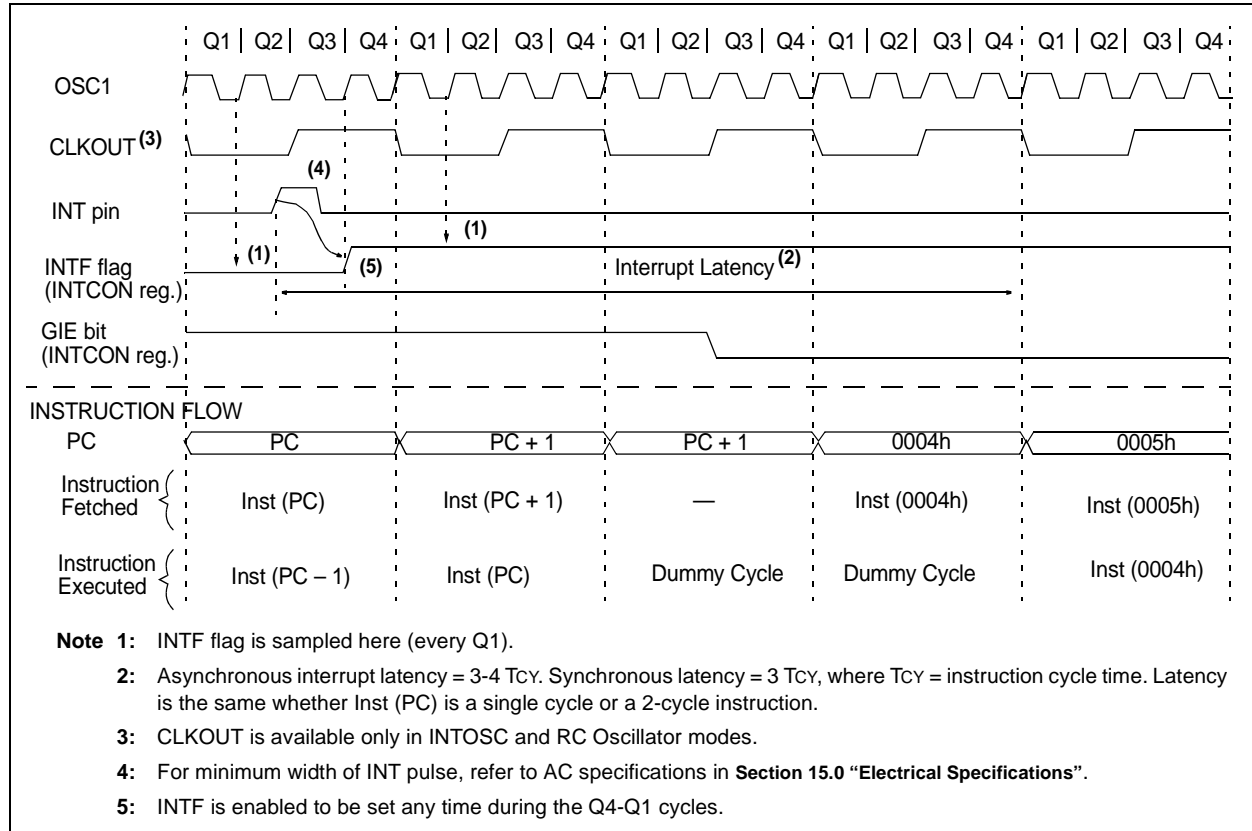 Q1 | Q2 | Q3 | Q4 Q1 | Q2 | Q3 | Q4 Q1 | Q2 | Q3 | Q4 Q1 | Q2 | Q3 | Q4 Q1 | Q2 | Q3 | Q4
OSC1
CLKOUT (3)
(4)
INT pin
(1)
(1)
(5)
INTF flag
(INTCON reg.)
Interrupt Latency (2)
GIE bit
(INTCON reg.)
INSTRUCTION FLOW
PC PC PC + 1 PC + 1 0004h 0005h
Instruction
Fetched
Inst (PC) Inst (PC + 1) — Inst (0004h) Inst (0005h)
Instruction
Executed
Inst (PC – 1) Inst (PC) Dummy Cycle Dummy Cycle Inst (0004h)
Note 1: INTF flag is sampled here (every Q1).
2: Asynchronous interrupt latency = 3-4 TCY. Synchronous latency = 3 TCY, where TCY = instruction cycle time. Latency
is the same whether Inst (PC) is a single cycle or a 2-cycle instruction.
3: CLKOUT is available only in INTOSC and RC Oscillator modes.
4: For minimum width of INT pulse, refer to AC specifications in Section 15.0 “Electrical Specifications”.
5: INTF is enabled to be set any time during the Q4-Q1 cycles.